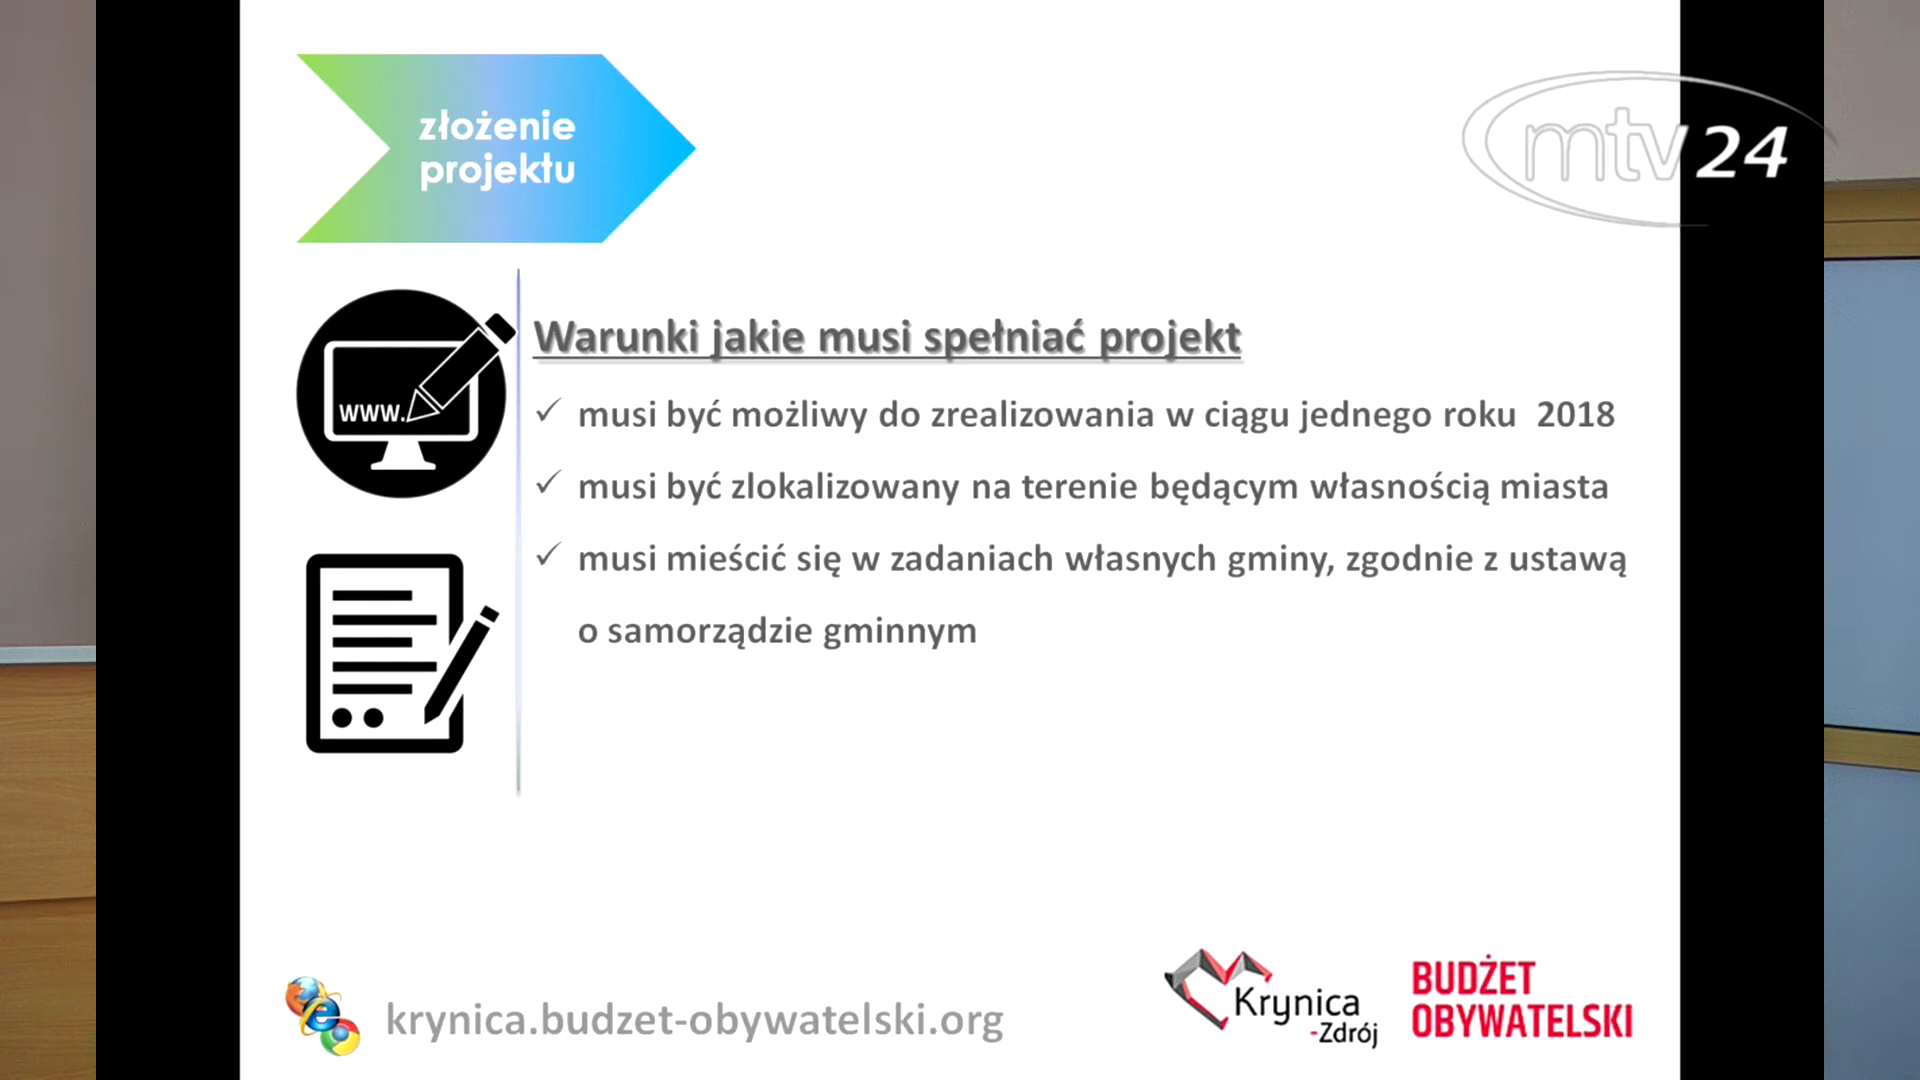 złożenie
projektu
mtv24
www.
Warunki jakie musi spełniać projekt
✓ musi być możliwy do zrealizowania w ciągu jednego roku 2018
✓ musi być zlokalizowany na terenie będącym własnością miasta
✓ musi mieścić się w zadaniach własnych gminy, zgodnie z ustawą
o samorządzie gminnym
krynica.budzet-obywatelski.org
Krynica
-Zdrój
BUDŻET
OBYWATELSKI